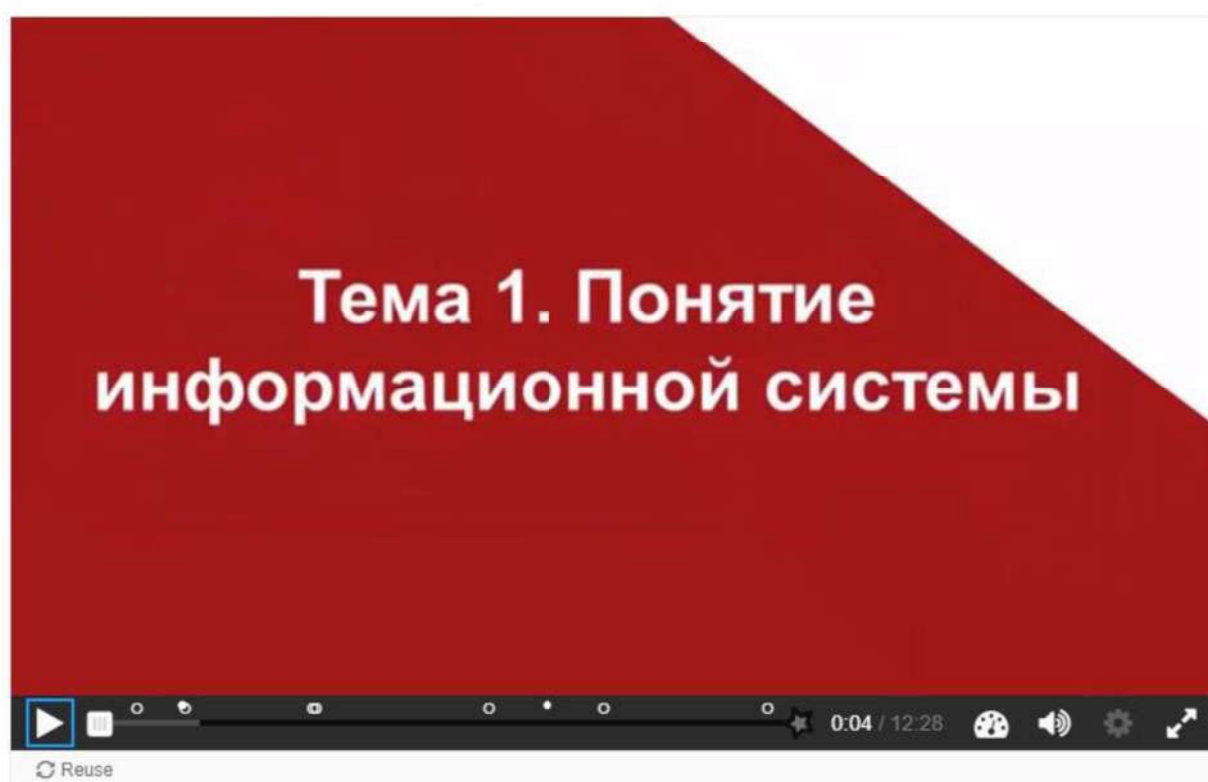 Тема 1. Понятие
информационной системы
0:04 / 12:28
Reuse